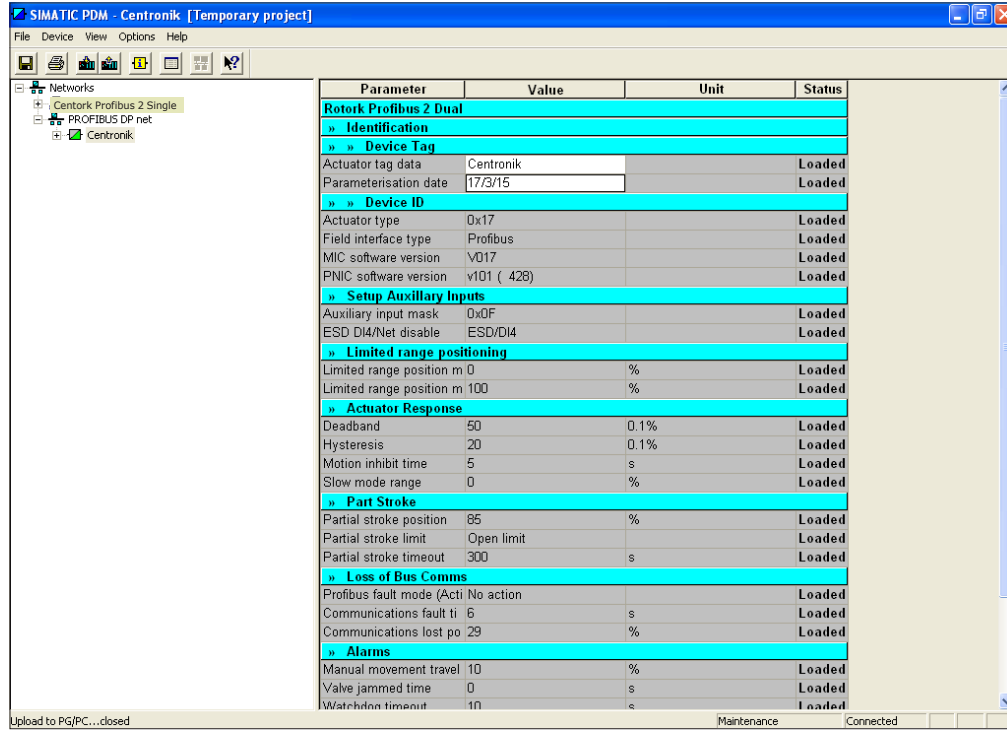 SIMATIC PDM - Centronik [Temporary project]
File Device View Options Help
Networks
Centork Profibus 2 Single
PROFIBUS DP net
Centronik
Parameter Value Unit Status
Rotork Profibus 2 Dual
» Identification
» » Device Tag
Actuator tag data Centronik Loaded
Parameterisation date 17/3/15 Loaded
» » Device ID
Actuator type 0x17 Loaded
Field interface type Profibus Loaded
MIC software version V017 Loaded
PNIC software version v101 ( 428) Loaded
» Setup Auxillary Inputs
Auxiliary input mask 0x0F Loaded
ESD DI4/Net disable ESD/DI4 Loaded
» Limited range positioning
Limited range position m 0 % Loaded
Limited range position m 100 % Loaded
» Actuator Response
Deadband 50 0.1% Loaded
Hysteresis 20 0.1% Loaded
Motion inhibit time 5 s Loaded
Slow mode range 0 % Loaded
» Part Stroke
Partial stroke position 85 % Loaded
Partial stroke limit Open limit Loaded
Partial stroke timeout 300 s Loaded
» Loss of Bus Comms
Profibus fault mode (Acti No action Loaded
Communications fault ti 6 s Loaded
Communications lost po 29 % Loaded
» Alarms
Manual movement travel 10 % Loaded
Valve jammed time 0 s Loaded
Watchdog timeout 10 s Loaded
Upload to PG/PC...closed Maintenance Connected